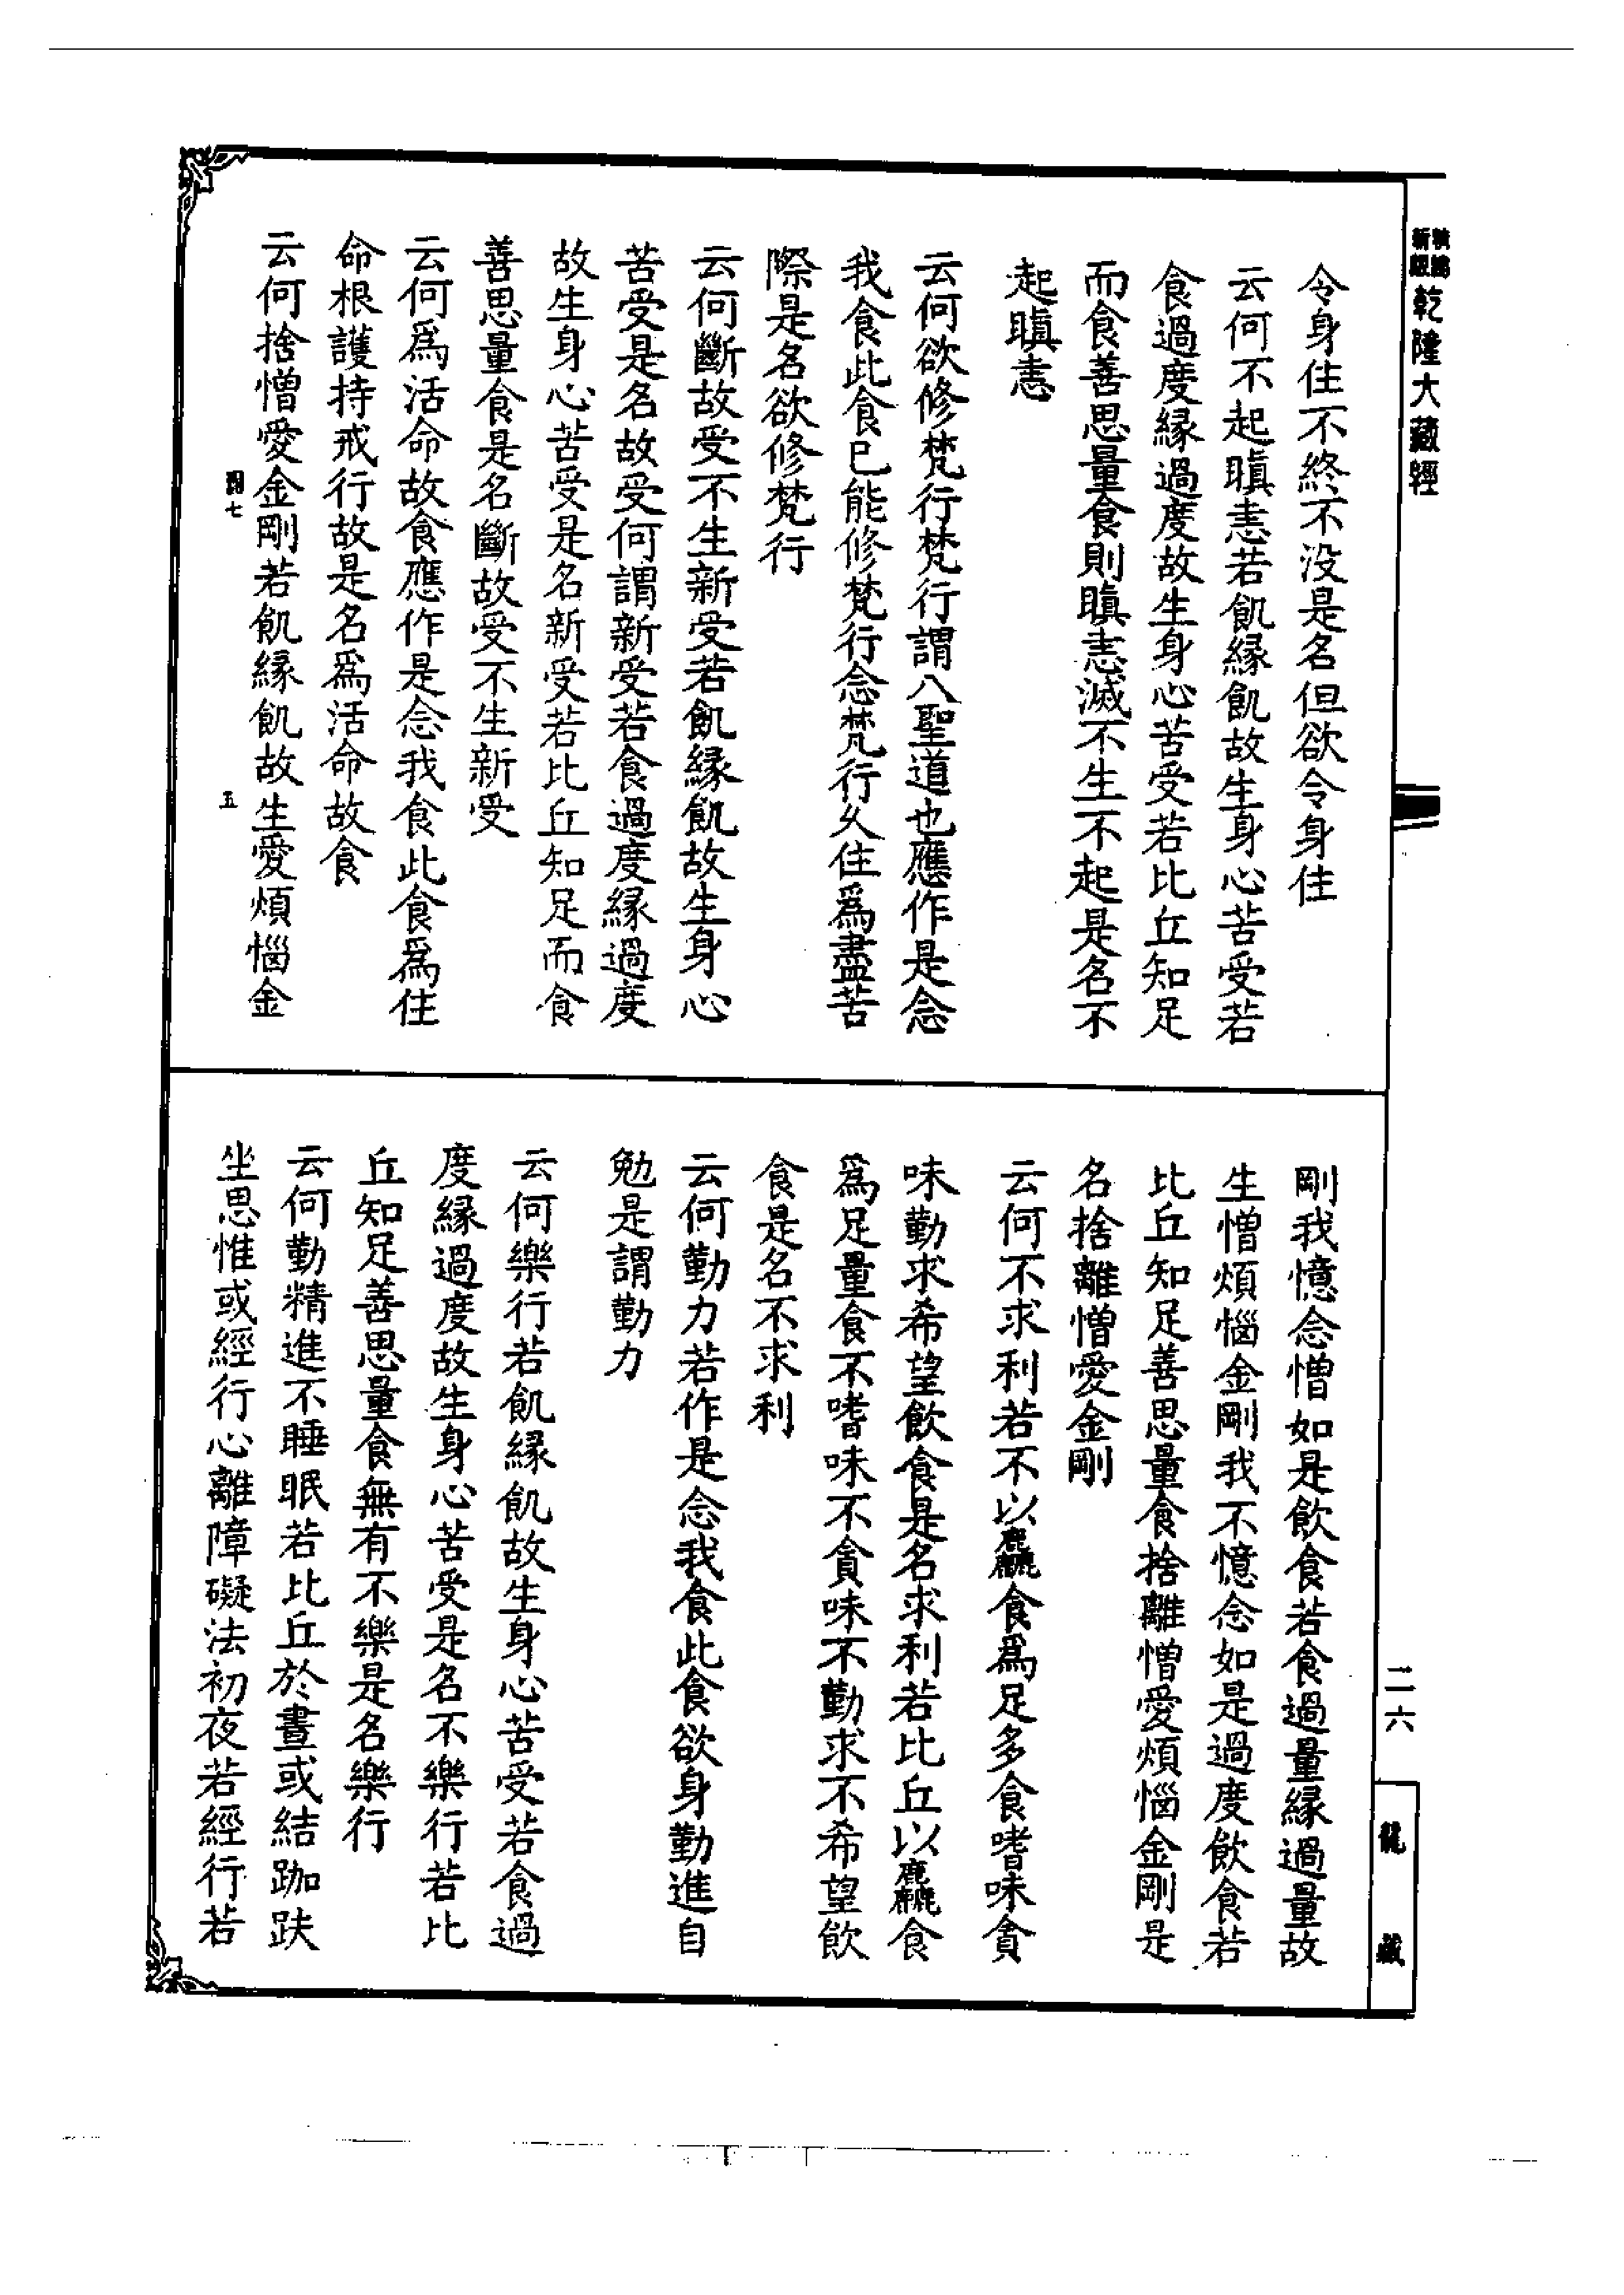 乾隆大藏經
令身住不終不没是名但欲令身住
云何不起瞋恚若飢緣飢故生身心苦受若
食過度緣過度故生身心苦受若比丘知足
而食善思量食則瞋恚滅不生不起是名不
起瞋恚
云何欲修梵行梵行謂八聖道也應作是念
我食此食已能修梵行念梵行久住爲盡苦
際是名欲修梵行
云何斷故受不生新受若飢緣飢故生身心
苦受是名故受何謂新受若食過度緣過度
故生身心苦受是名新受若比丘知足而食
善思量食是名斷故受不生新受
云何爲活命故食應作是念我食此食爲住
命根護持戒行故是名爲活命故食
云何捨憎愛金剛若飢緣飢故生愛煩惱金
七
五
剛我憶念憎如是飲食若食過量緣過量故
生憎煩惱金剛我不憶念如是過度飲食若
比丘知足善思量食捨離憎愛煩惱金剛是
名捨離憎愛金剛
云何不求利若不以麤食爲足多食嗜味貪
味勤求希望飲食是名求利若比丘以麤食
爲足量食不嗜味不貪味不勤求不希望飲
食是名不求利
云何勤力若作是念我食此食欲身勤進自
勉是謂勤力
云何樂行若飢緣飢故生身心苦受若食過
度緣過度故生身心苦受是名不樂行若比
丘知足善思量食無有不樂是名樂行
云何勤精進不睡眠若比丘於晝或結跏趺
坐思惟或經行心離障礙法初夜若經行若
二六
龍藏